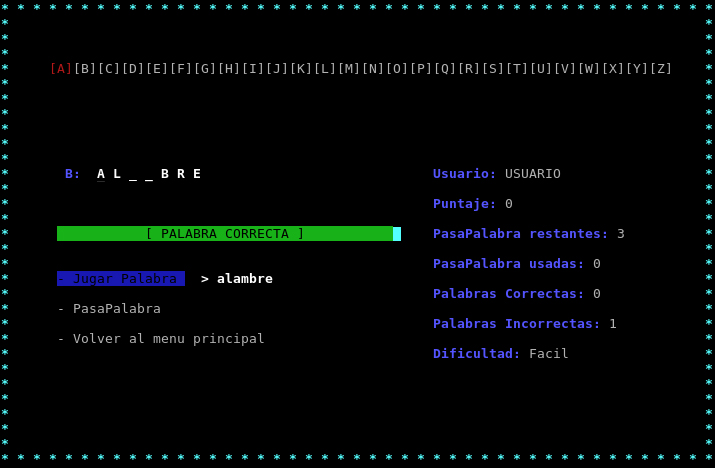 [A][B][C][D][E][F][G][H][I][J][K][L][M][N][O][P][Q][R][S][T][U][V][W][X][Y][Z]
B: A L _ _ B R E
[ PALABRA CORRECTA ]
- Jugar Palabra > alambre
- PasaPalabra
- Volver al menu principal
Usuario: USUARIO
Puntaje: 0
PasaPalabra restantes: 3
PasaPalabra usadas: 0
Palabras Correctas: 0
Palabras Incorrectas: 1
Dificultad: Facil